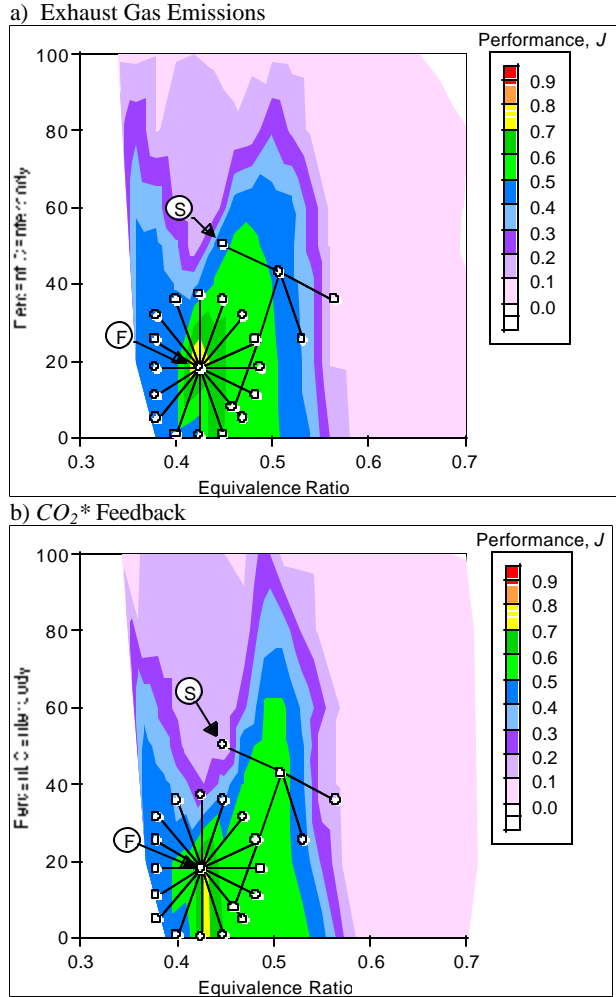 a) Exhaust Gas Emissions
Performance, J
100
80
60
40
20
0
0.9
0.8
0.7
0.6
0.5
0.4
0.3
0.2
0.1
0.0
S
F
0.3 0.4 0.5 0.6 0.7
Equivalence Ratio
b) CO2* Feedback
Performance, J
100
80
60
40
20
0
0.9
0.8
0.7
0.6
0.5
0.4
0.3
0.2
0.1
0.0
S
F
0.3 0.4 0.5 0.6 0.7
Equivalence Ratio